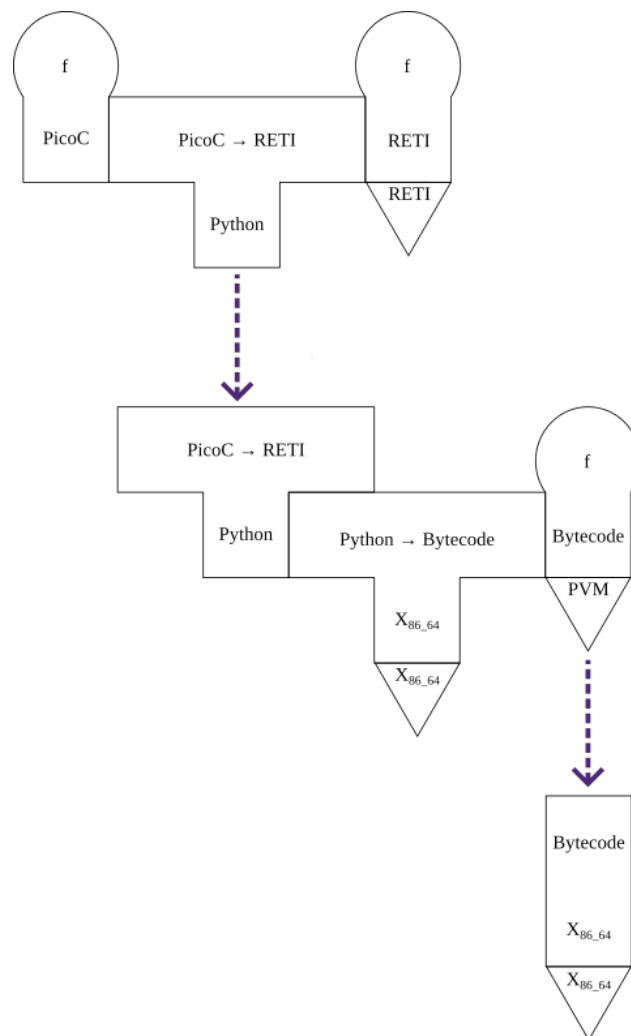 f
f
PicoC
PicoC → RETI
RETI
RETI
Python
PicoC → RETI
f
Python
Python → Bytecode
Bytecode
PVM
X86_64
X86_64
Bytecode
X86_64
X86_64